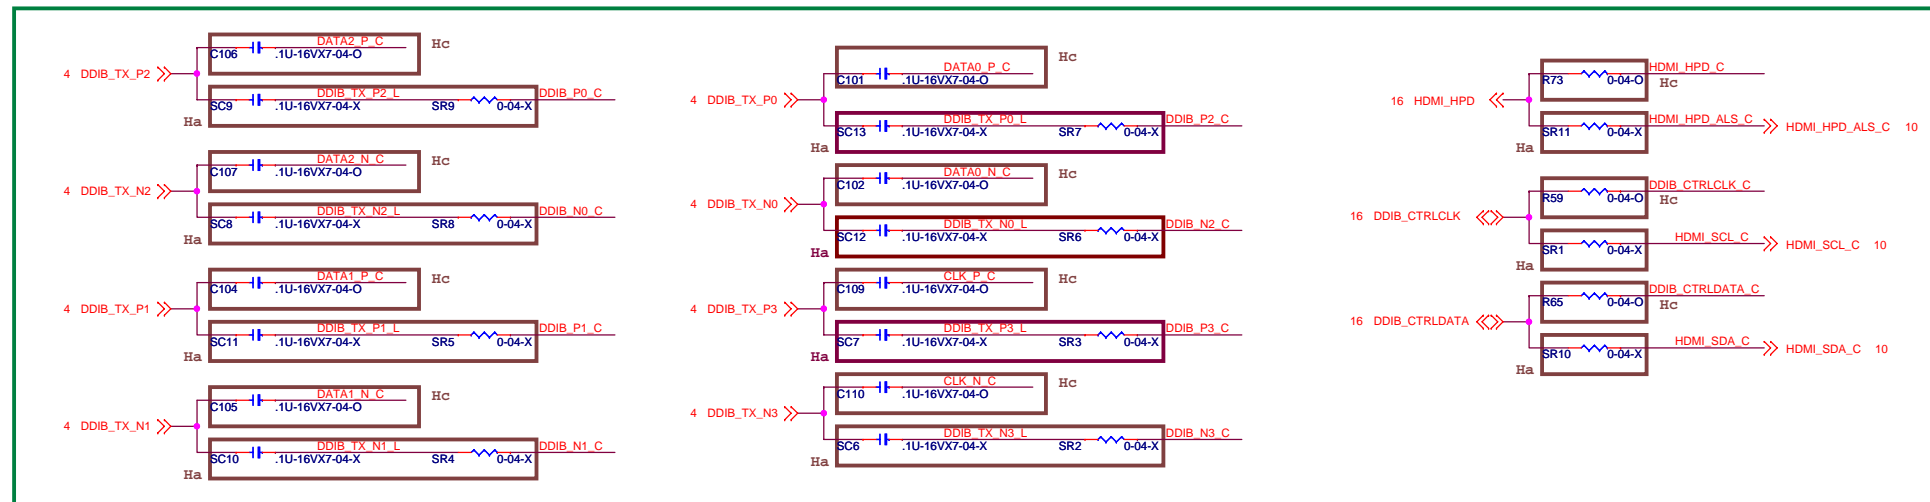 DATA2_P_C Hc
C106 .1U-16VX7-04-O
4 DDIB_TX_P2
DDIB_TX_P2_L DDIB_P0_C
SC9 .1U-16VX7-04-X SR9 0-04-X
Ha
DATA2_N_C Hc
C107 .1U-16VX7-04-O
4 DDIB_TX_N2
DDIB_TX_N2_L DDIB_N0_C
SC8 .1U-16VX7-04-X SR8 0-04-X
Ha
DATA1_P_C Hc
C104 .1U-16VX7-04-O
4 DDIB_TX_P1
DDIB_TX_P1_L DDIB_P1_C
SC11 .1U-16VX7-04-X SR5 0-04-X
Ha
DATA1_N_C Hc
C105 .1U-16VX7-04-O
4 DDIB_TX_N1
DDIB_TX_N1_L DDIB_N1_C
SC10 .1U-16VX7-04-X SR4 0-04-X
Ha
Hc
DATA0_P_C
C101 .1U-16VX7-04-O
4 DDIB_TX_P0
DDIB_TX_P0_L DDIB_P2_C
SC13 .1U-16VX7-04-X SR7 0-04-X
Ha
DATA0_N_C Hc
C102 .1U-16VX7-04-O
4 DDIB_TX_N0
DDIB_TX_N0_L DDIB_N2_C
SC12 .1U-16VX7-04-X SR6 0-04-X
Ha
CLK_P_C Hc
C109 .1U-16VX7-04-O
4 DDIB_TX_P3
DDIB_TX_P3_L DDIB_P3_C
SC7 .1U-16VX7-04-X SR3 0-04-X
Ha
CLK_N_C Hc
C110 .1U-16VX7-04-O
4 DDIB_TX_N3
DDIB_TX_N3_L DDIB_N3_C
SC6 .1U-16VX7-04-X SR2 0-04-X
Ha
HDMI_HPD_C
R73 0-04-O Hc
16 HDMI_HPD
HDMI_HPD_ALS_C HDMI_HPD_ALS_C 10
SR11 0-04-X
Ha
DDIB_CTRLCLK_C
R59 0-04-O Hc
16 DDIB_CTRLCLK
HDMI_SCL_C HDMI_SCL_C 10
SR1 0-04-X
Ha
DDIB_CTRLDATA_C
R65 0-04-O Hc
16 DDIB_CTRLDATA
HDMI_SDA_C HDMI_SDA_C 10
SR10 0-04-X
Ha